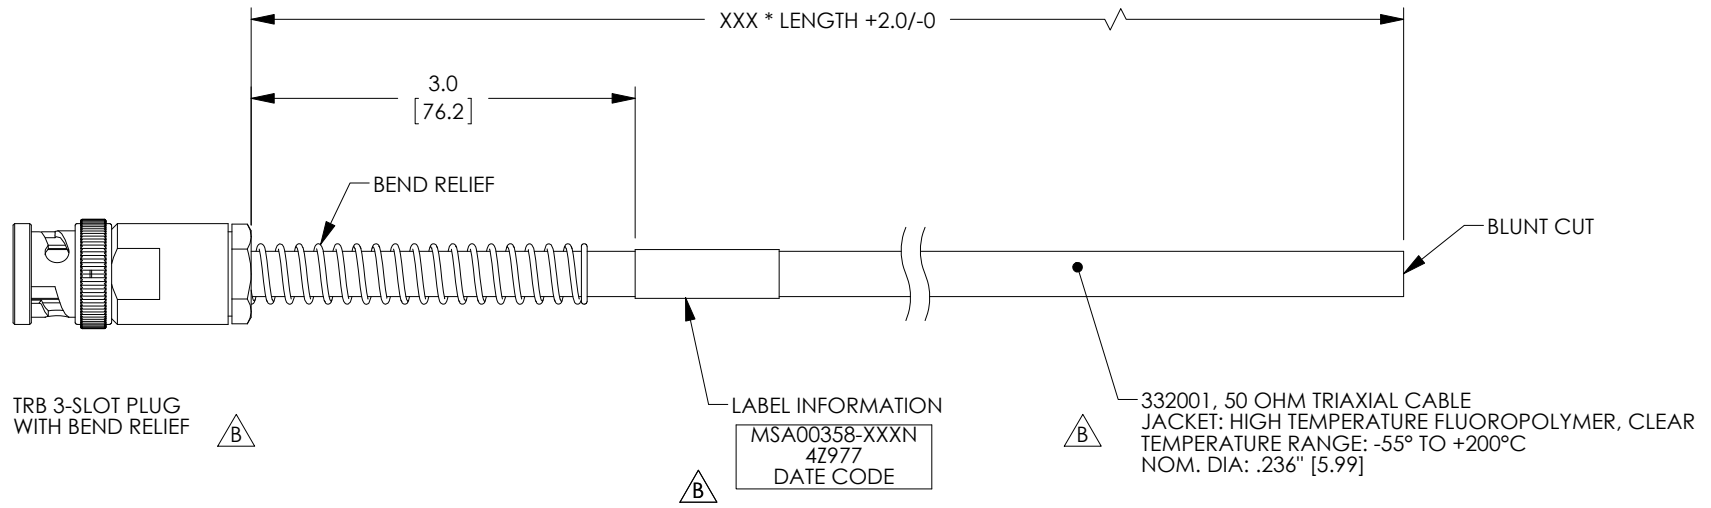 XXX * LENGTH +2.0/-0
3.0
[76.2]
BEND RELIEF
BLUNT CUT
TRB 3-SLOT PLUG
WITH BEND RELIEF
B
LABEL INFORMATION
MSA00358-XXXN
4Z977
DATE CODE
B
B
332001, 50 OHM TRIAXIAL CABLE
JACKET: HIGH TEMPERATURE FLUOROPOLYMER, CLEAR
TEMPERATURE RANGE: -55° TO +200°C
NOM. DIA: .236" [5.99]